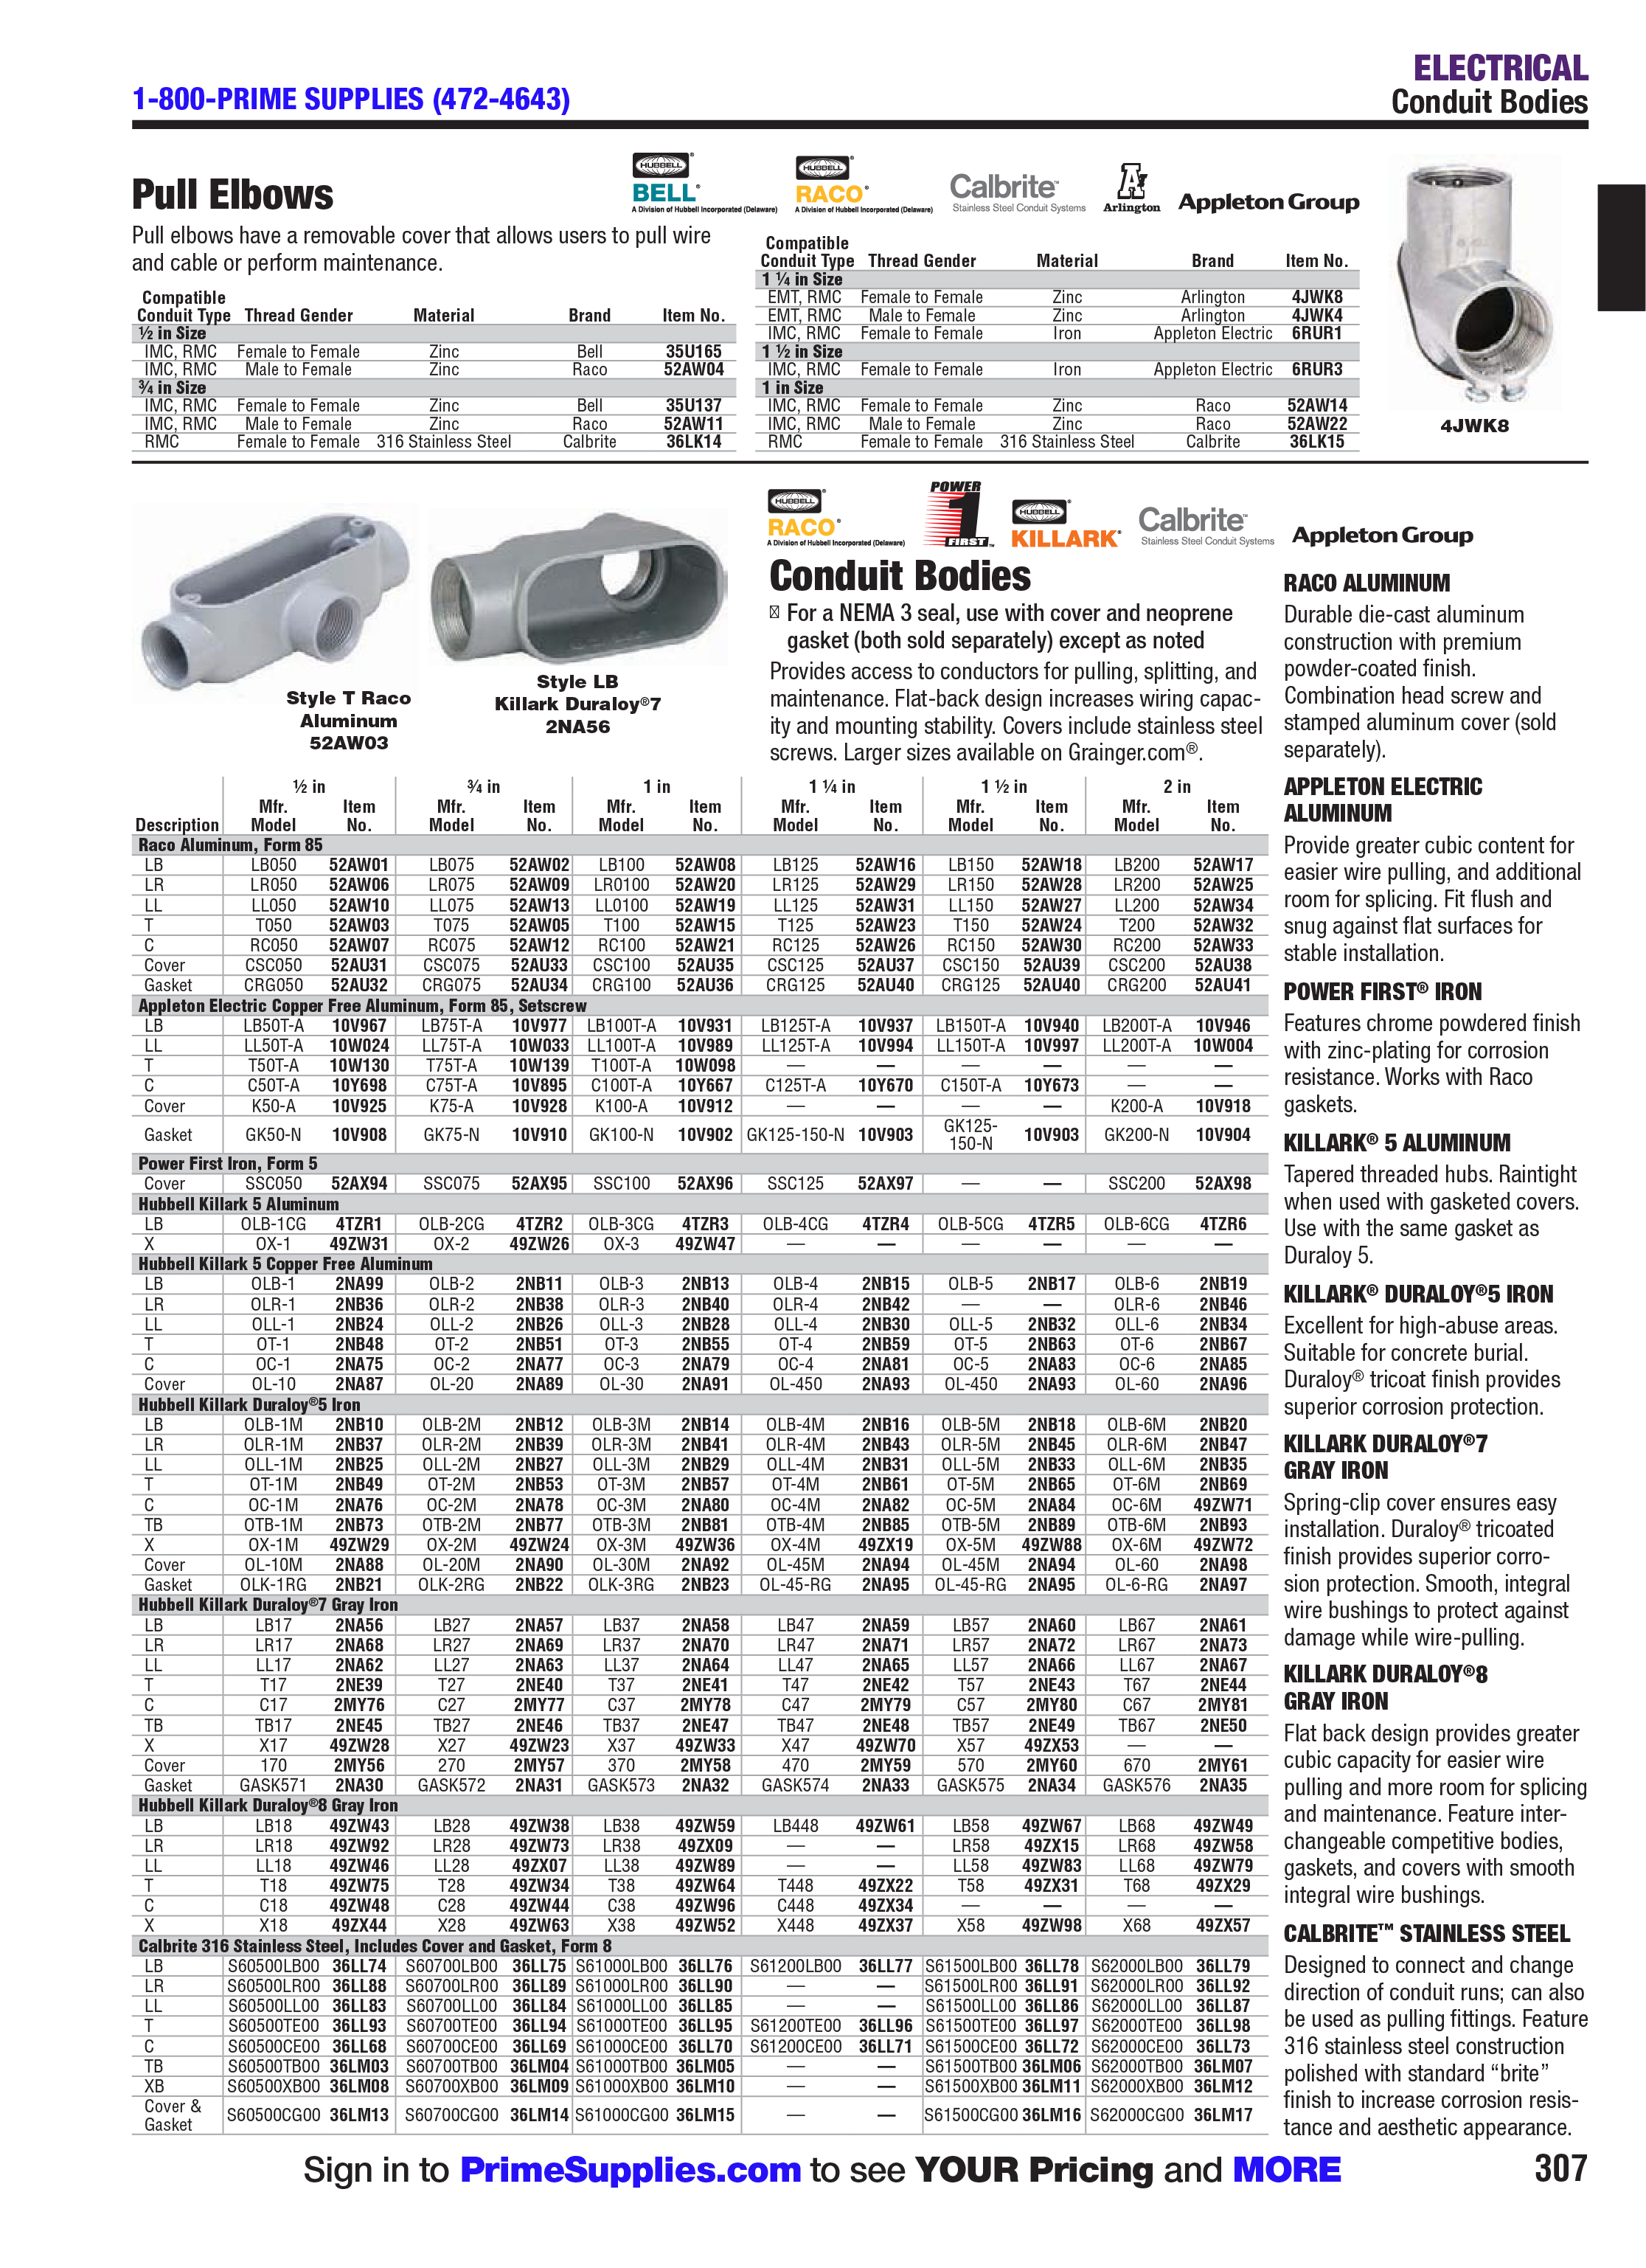 ELECTRICAL
1-800-PRIME SUPPLIES (472-4643)
Conduit Bodies
Pull Elbows
HUBBELL
BELL®
A Division of Hubbell Incorporated (Delaware)
HUBBELL
RACO®
A Division of Hubbell Incorporated (Delaware)
Calbrite™
Stainless Steel Conduit Systems
Arlington
Appleton Group
Pull elbows have a removable cover that allows users to pull wire
and cable or perform maintenance.
Compatible
Conduit Type Thread Gender Material Brand Item No.
½ in Size
IMC, RMC Female to Female Zinc Bell 35U165
IMC, RMC Male to Female Zinc Raco 52AW04
¾ in Size
IMC, RMC Female to Female Zinc Bell 35U137
IMC, RMC Male to Female Zinc Raco 52AW11
RMC Female to Female 316 Stainless Steel Calbrite 36LK14
Compatible
Conduit Type Thread Gender Material Brand Item No.
1 ¼ in Size
EMT, RMC Female to Female Zinc Arlington 4JWK8
EMT, RMC Male to Female Zinc Arlington 4JWK4
IMC, RMC Female to Female Iron Appleton Electric 6RUR1
1 ½ in Size
IMC, RMC Female to Female Iron Appleton Electric 6RUR3
1 in Size
IMC, RMC Female to Female Zinc Raco 52AW14
IMC, RMC Male to Female Zinc Raco 52AW22
RMC Female to Female 316 Stainless Steel Calbrite 36LK15
4JWK8
Style T Raco
Aluminum
52AW03
Style LB
Killark Duraloy®7
2NA56
HUBBELL
RACO®
A Division of Hubbell Incorporated (Delaware)
POWER
1
FIRST™
HUBBELL
KILLARK®
Calbrite™
Stainless Steel Conduit Systems
Appleton Group
Conduit Bodies
For a NEMA 3 seal, use with cover and neoprene
gasket (both sold separately) except as noted
Provides access to conductors for pulling, splitting, and
maintenance. Flat-back design increases wiring capac-
ity and mounting stability. Covers include stainless steel
screws. Larger sizes available on Grainger.com®.
½ in ¾ in 1 in 1 ¼ in 1 ½ in 2 in
Mfr. Item Mfr. Item Mfr. Item Mfr. Item Mfr. Item Mfr. Item
Description Model No. Model No. Model No. Model No. Model No. Model No.
Raco Aluminum, Form 85
LB LB050 52AW01 LB075 52AW02 LB100 52AW08 LB125 52AW16 LB150 52AW18 LB200 52AW17
LR LR050 52AW06 LR075 52AW09 LR0100 52AW20 LR125 52AW29 LR150 52AW28 LR200 52AW25
LL LL050 52AW10 LL075 52AW13 LL0100 52AW19 LL125 52AW31 LL150 52AW27 LL200 52AW34
T T050 52AW03 T075 52AW05 T100 52AW15 T125 52AW23 T150 52AW24 T200 52AW32
C RC050 52AW07 RC075 52AW12 RC100 52AW21 RC125 52AW26 RC150 52AW30 RC200 52AW33
Cover CSC050 52AU31 CSC075 52AU33 CSC100 52AU35 CSC125 52AU37 CSC150 52AU39 CSC200 52AU38
Gasket CRG050 52AU32 CRG075 52AU34 CRG100 52AU36 CRG125 52AU40 CRG125 52AU40 CRG200 52AU41
Appleton Electric Copper Free Aluminum, Form 85, Setscrew
LB LB50T-A 10V967 LB75T-A 10V977 LB100T-A 10V931 LB125T-A 10V937 LB150T-A 10V940 LB200T-A 10V946
LL LL50T-A 10W024 LL75T-A 10W033 LL100T-A 10V989 LL125T-A 10V994 LL150T-A 10V997 LL200T-A 10W004
T T50T-A 10W130 T75T-A 10W139 T100T-A 10W098 — — — — — —
C C50T-A 10Y698 C75T-A 10V895 C100T-A 10Y667 C125T-A 10Y670 C150T-A 10Y673 — —
Cover K50-A 10V925 K75-A 10V928 K100-A 10V912 — — — — K200-A 10V918
Gasket GK50-N 10V908 GK75-N 10V910 GK100-N 10V902 GK125-150-N 10V903 GK125-150-N 10V903 GK200-N 10V904
Power First Iron, Form 5
Cover SSC050 52AX94 SSC075 52AX95 SSC100 52AX96 SSC125 52AX97 — — SSC200 52AX98
Hubbell Killark 5 Aluminum
LB OLB-1CG 4TZR1 OLB-2CG 4TZR2 OLB-3CG 4TZR3 OLB-4CG 4TZR4 OLB-5CG 4TZR5 OLB-6CG 4TZR6
X OX-1 49ZW31 OX-2 49ZW26 OX-3 49ZW47 — — — — — —
Hubbell Killark 5 Copper Free Aluminum
LB OLB-1 2NA99 OLB-2 2NB11 OLB-3 2NB13 OLB-4 2NB15 OLB-5 2NB17 OLB-6 2NB19
LR OLR-1 2NB36 OLR-2 2NB38 OLR-3 2NB40 OLR-4 2NB42 — — OLR-6 2NB46
LL OLL-1 2NB24 OLL-2 2NB26 OLL-3 2NB28 OLL-4 2NB30 OLL-5 2NB32 OLL-6 2NB34
T OT-1 2NB48 OT-2 2NB51 OT-3 2NB55 OT-4 2NB59 OT-5 2NB63 OT-6 2NB67
C OC-1 2NA75 OC-2 2NA77 OC-3 2NA79 OC-4 2NA81 OC-5 2NA83 OC-6 2NA85
Cover OL-10 2NA87 OL-20 2NA89 OL-30 2NA91 OL-450 2NA93 OL-450 2NA93 OL-60 2NA96
Hubbell Killark Duraloy®5 Iron
LB OLB-1M 2NB10 OLB-2M 2NB12 OLB-3M 2NB14 OLB-4M 2NB16 OLB-5M 2NB18 OLB-6M 2NB20
LR OLR-1M 2NB37 OLR-2M 2NB39 OLR-3M 2NB41 OLR-4M 2NB43 OLR-5M 2NB45 OLR-6M 2NB47
LL OLL-1M 2NB25 OLL-2M 2NB27 OLL-3M 2NB29 OLL-4M 2NB31 OLL-5M 2NB33 OLL-6M 2NB35
T OT-1M 2NB49 OT-2M 2NB53 OT-3M 2NB57 OT-4M 2NB61 OT-5M 2NB65 OT-6M 2NB69
C OC-1M 2NA76 OC-2M 2NA78 OC-3M 2NA80 OC-4M 2NA82 OC-5M 2NA84 OC-6M 49ZW71
TB OTB-1M 2NB73 OTB-2M 2NB77 OTB-3M 2NB81 OTB-4M 2NB85 OTB-5M 2NB89 OTB-6M 2NB93
X OX-1M 49ZW29 OX-2M 49ZW24 OX-3M 49ZW36 OX-4M 49ZX19 OX-5M 49ZW88 OX-6M 49ZW72
Cover OL-10M 2NA88 OL-20M 2NA90 OL-30M 2NA92 OL-45M 2NA94 OL-45M 2NA94 OL-60 2NA98
Gasket OLK-1RG 2NB21 OLK-2RG 2NB22 OLK-3RG 2NB23 OL-45-RG 2NA95 OL-45-RG 2NA95 OL-6-RG 2NA97
Hubbell Killark Duraloy®7 Gray Iron
LB LB17 2NA56 LB27 2NA57 LB37 2NA58 LB47 2NA59 LB57 2NA60 LB67 2NA61
LR LR17 2NA68 LR27 2NA69 LR37 2NA70 LR47 2NA71 LR57 2NA72 LR67 2NA73
LL LL17 2NA62 LL27 2NA63 LL37 2NA64 LL47 2NA65 LL57 2NA66 LL67 2NA67
T T17 2NE39 T27 2NE40 T37 2NE41 T47 2NE42 T57 2NE43 T67 2NE44
C C17 2MY76 C27 2MY77 C37 2MY78 C47 2MY79 C57 2MY80 C67 2MY81
TB TB17 2NE45 TB27 2NE46 TB37 2NE47 TB47 2NE48 TB57 2NE49 TB67 2NE50
X X17 49ZW28 X27 49ZW23 X37 49ZW33 X47 49ZW70 X57 49ZX53 — —
Cover 170 2MY56 270 2MY57 370 2MY58 470 2MY59 570 2MY60 670 2MY61
Gasket GASK571 2NA30 GASK572 2NA31 GASK573 2NA32 GASK574 2NA33 GASK575 2NA34 GASK576 2NA35
Hubbell Killark Duraloy®8 Gray Iron
LB LB18 49ZW43 LB28 49ZW38 LB38 49ZW59 LB448 49ZW61 LB58 49ZW67 LB68 49ZW49
LR LR18 49ZW92 LR28 49ZW73 LR38 49ZX09 — — LR58 49ZX15 LR68 49ZW58
LL LL18 49ZW46 LL28 49ZX07 LL38 49ZW89 — — LL58 49ZW83 LL68 49ZW79
T T18 49ZW75 T28 49ZW34 T38 49ZW64 T448 49ZX22 T58 49ZX31 T68 49ZX29
C C18 49ZW48 C28 49ZW44 C38 49ZW96 C448 49ZX34 — — — —
X X18 49ZX44 X28 49ZW63 X38 49ZW52 X448 49ZX37 X58 49ZW98 X68 49ZX57
Calbrite 316 Stainless Steel, Includes Cover and Gasket, Form 8
LB S60500LB00 36LL74 S60700LB00 36LL75 S61000LB00 36LL76 S61200LB00 36LL77 S61500LB00 36LL78 S62000LB00 36LL79
LR S60500LR00 36LL88 S60700LR00 36LL89 S61000LR00 36LL90 — — S61500LR00 36LL91 S62000LR00 36LL92
LL S60500LL00 36LL83 S60700LL00 36LL84 S61000LL00 36LL85 — — S61500LL00 36LL86 S62000LL00 36LL87
T S60500TE00 36LL93 S60700TE00 36LL94 S61000TE00 36LL95 S61200TE00 36LL96 S61500TE00 36LL97 S62000TE00 36LL98
C S60500CE00 36LL68 S60700CE00 36LL69 S61000CE00 36LL70 S61200CE00 36LL71 S61500CE00 36LL72 S62000CE00 36LL73
TB S60500TB00 36LM03 S60700TB00 36LM04 S61000TB00 36LM05 — — S61500TB00 36LM06 S62000TB00 36LM07
XB S60500XB00 36LM08 S60700XB00 36LM09 S61000XB00 36LM10 — — S61500XB00 36LM11 S62000XB00 36LM12
Cover &
Gasket S60500CG00 36LM13 S60700CG00 36LM14 S61000CG00 36LM15 — — S61500CG00 36LM16 S62000CG00 36LM17
RACO ALUMINUM
Durable die-cast aluminum
construction with premium
powder-coated finish.
Combination head screw and
stamped aluminum cover (sold
separately).
APPLETON ELECTRIC
ALUMINUM
Provide greater cubic content for
easier wire pulling, and additional
room for splicing. Fit flush and
snug against flat surfaces for
stable installation.
POWER FIRST® IRON
Features chrome powdered finish
with zinc-plating for corrosion
resistance. Works with Raco
gaskets.
KILLARK® 5 ALUMINUM
Tapered threaded hubs. Raintight
when used with gasketed covers.
Use with the same gasket as
Duraloy 5.
KILLARK® DURALOY®5 IRON
Excellent for high-abuse areas.
Suitable for concrete burial.
Duraloy® tricoat finish provides
superior corrosion protection.
KILLARK DURALOY®7
GRAY IRON
Spring-clip cover ensures easy
installation. Duraloy® tricoated
finish provides superior corro-
sion protection. Smooth, integral
wire bushings to protect against
damage while wire-pulling.
KILLARK DURALOY®8
GRAY IRON
Flat back design provides greater
cubic capacity for easier wire
pulling and more room for splicing
and maintenance. Feature inter-
changeable competitive bodies,
gaskets, and covers with smooth
integral wire bushings.
CALBRITE™ STAINLESS STEEL
Designed to connect and change
direction of conduit runs; can also
be used as pulling fittings. Feature
316 stainless steel construction
polished with standard “brite”
finish to increase corrosion resis-
tance and aesthetic appearance.
Sign in to PrimeSupplies.com to see YOUR Pricing and MORE
307